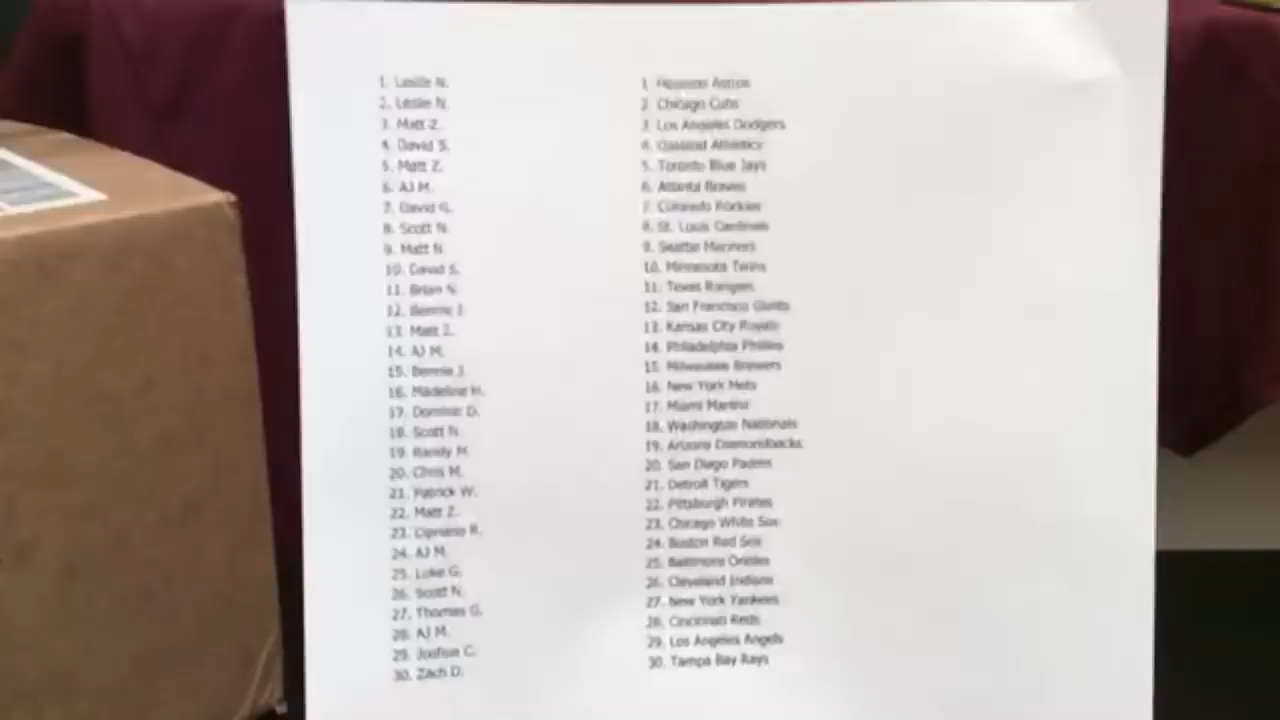 1. Leslie N.
2. Leslie N.
3. Matt Z.
4. David S.
5. Matt Z.
6. AJ M.
7. David G.
8. Scott N.
9. Matt N.
10. David S.
11. Brian N.
12. Bennie J.
13. Matt Z.
14. AJ M.
15. Bennie J.
16. Madeline H.
17. Dominic D.
18. Scott N.
19. Randy M.
20. Chris M.
21. Patrick W.
22. Matt Z.
23. Cipriano R.
24. AJ M.
25. Luke G.
26. Scott N.
27. Thomas G.
28. AJ M.
29. Joshua C.
30. Zach D.
1. Houston Astros
2. Chicago Cubs
3. Los Angeles Dodgers
4. Oakland Athletics
5. Toronto Blue Jays
6. Atlanta Braves
7. Colorado Rockies
8. St. Louis Cardinals
9. Seattle Mariners
10. Minnesota Twins
11. Texas Rangers
12. San Francisco Giants
13. Kansas City Royals
14. Philadelphia Phillies
15. Milwaukee Brewers
16. New York Mets
17. Miami Marlins
18. Washington Nationals
19. Arizona Diamondbacks
20. San Diego Padres
21. Detroit Tigers
22. Pittsburgh Pirates
23. Chicago White Sox
24. Boston Red Sox
25. Baltimore Orioles
26. Cleveland Indians
27. New York Yankees
28. Cincinnati Reds
29. Los Angeles Angels
30. Tampa Bay Rays